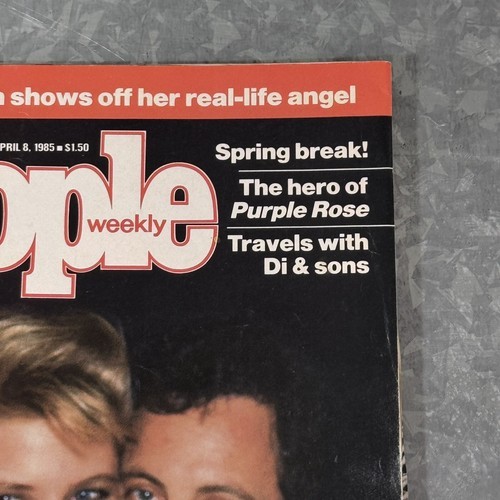 n shows off her real-life angel
PRIL 8, 1985 ■ $1.50
ople
weekly
Spring break!
The hero of
Purple Rose
Travels with
Di & sons